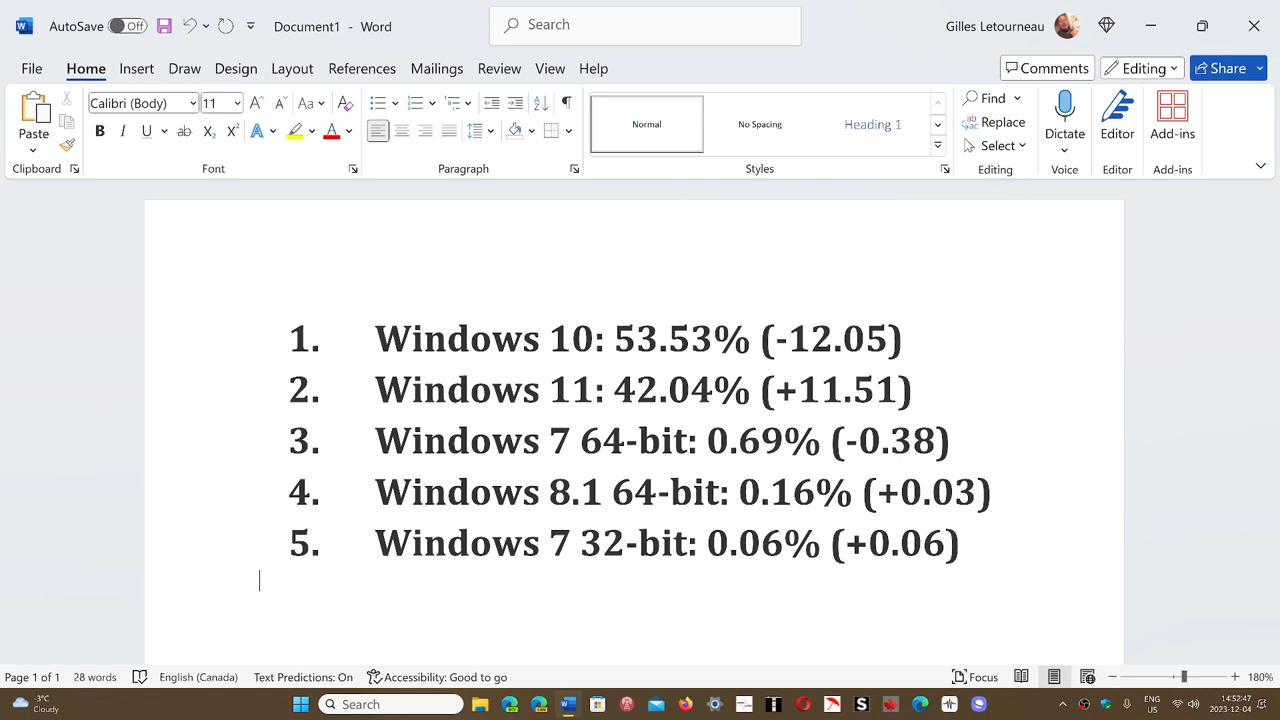 AutoSave Off Document1 - Word Search Gilles Letourneau
File Home Insert Draw Design Layout References Mailings Review View Help Comments Editing Share
Calibri (Body) 11 Aa
Paste
B I U ab X2 X2 A A
Normal No Spacing Heading 1
Find
Replace
Select
Dictate Editor Add-ins
Clipboard Font Paragraph Styles Editing Voice Editor Add-ins
1. Windows 10: 53.53% (-12.05)
2. Windows 11: 42.04% (+11.51)
3. Windows 7 64-bit: 0.69% (-0.38)
4. Windows 8.1 64-bit: 0.16% (+0.03)
5. Windows 7 32-bit: 0.06% (+0.06)
Page 1 of 1 28 words English (Canada) Text Predictions: On Accessibility: Good to go Focus 180%
-3°C
Cloudy
Search
ENG
US
14:52:47
2023-12-04